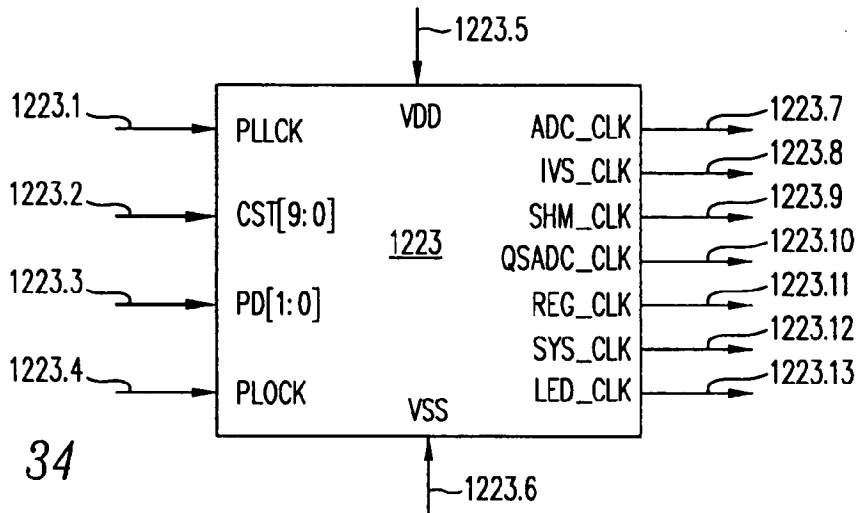 1223.5
1223.1 PLLCK VDD ADC_CLK 1223.7
IVS_CLK 1223.8
1223.2 CST[9:0] SHM_CLK 1223.9
1223 QSADC_CLK 1223.10
1223.3 PD[1:0] REG_CLK 1223.11
SYS_CLK 1223.12
1223.4 PLOCK VSS LED_CLK 1223.13
34
1223.6